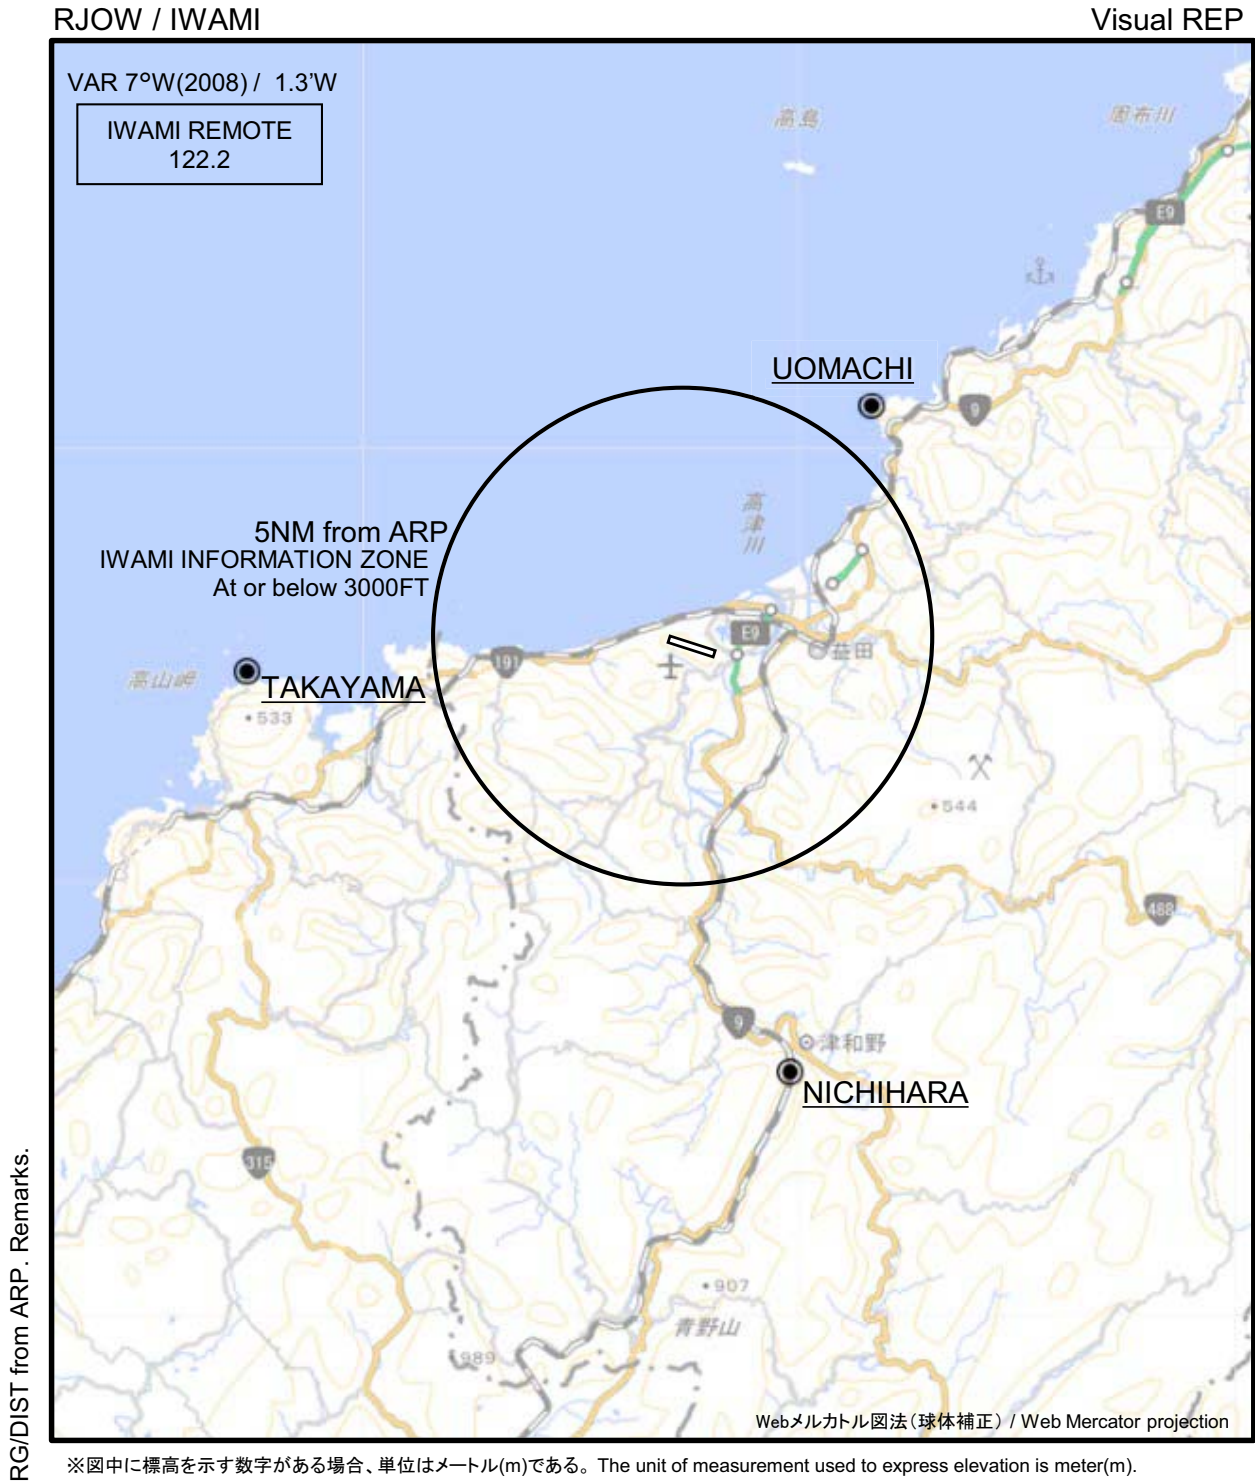 RJOW / IWAMI
Visual REP
VAR 7°W(2008) / 1.3'W
IWAMI REMOTE
122.2
高島
周布川
E9
UOMACHI
9
高津川
5NM from ARP
IWAMI INFORMATION ZONE
At or below 3000FT
E9
益田
191
高山岬
TAKAYAMA
533
544
488
9
津和野
NICHIHARA
315
907
青野山
989
Webメルカトル図法(球体補正) / Web Mercator projection
RG/DIST from ARP. Remarks.
※図中に標高を示す数字がある場合、単位はメートル(m)である。 The unit of measurement used to express elevation is meter(m).